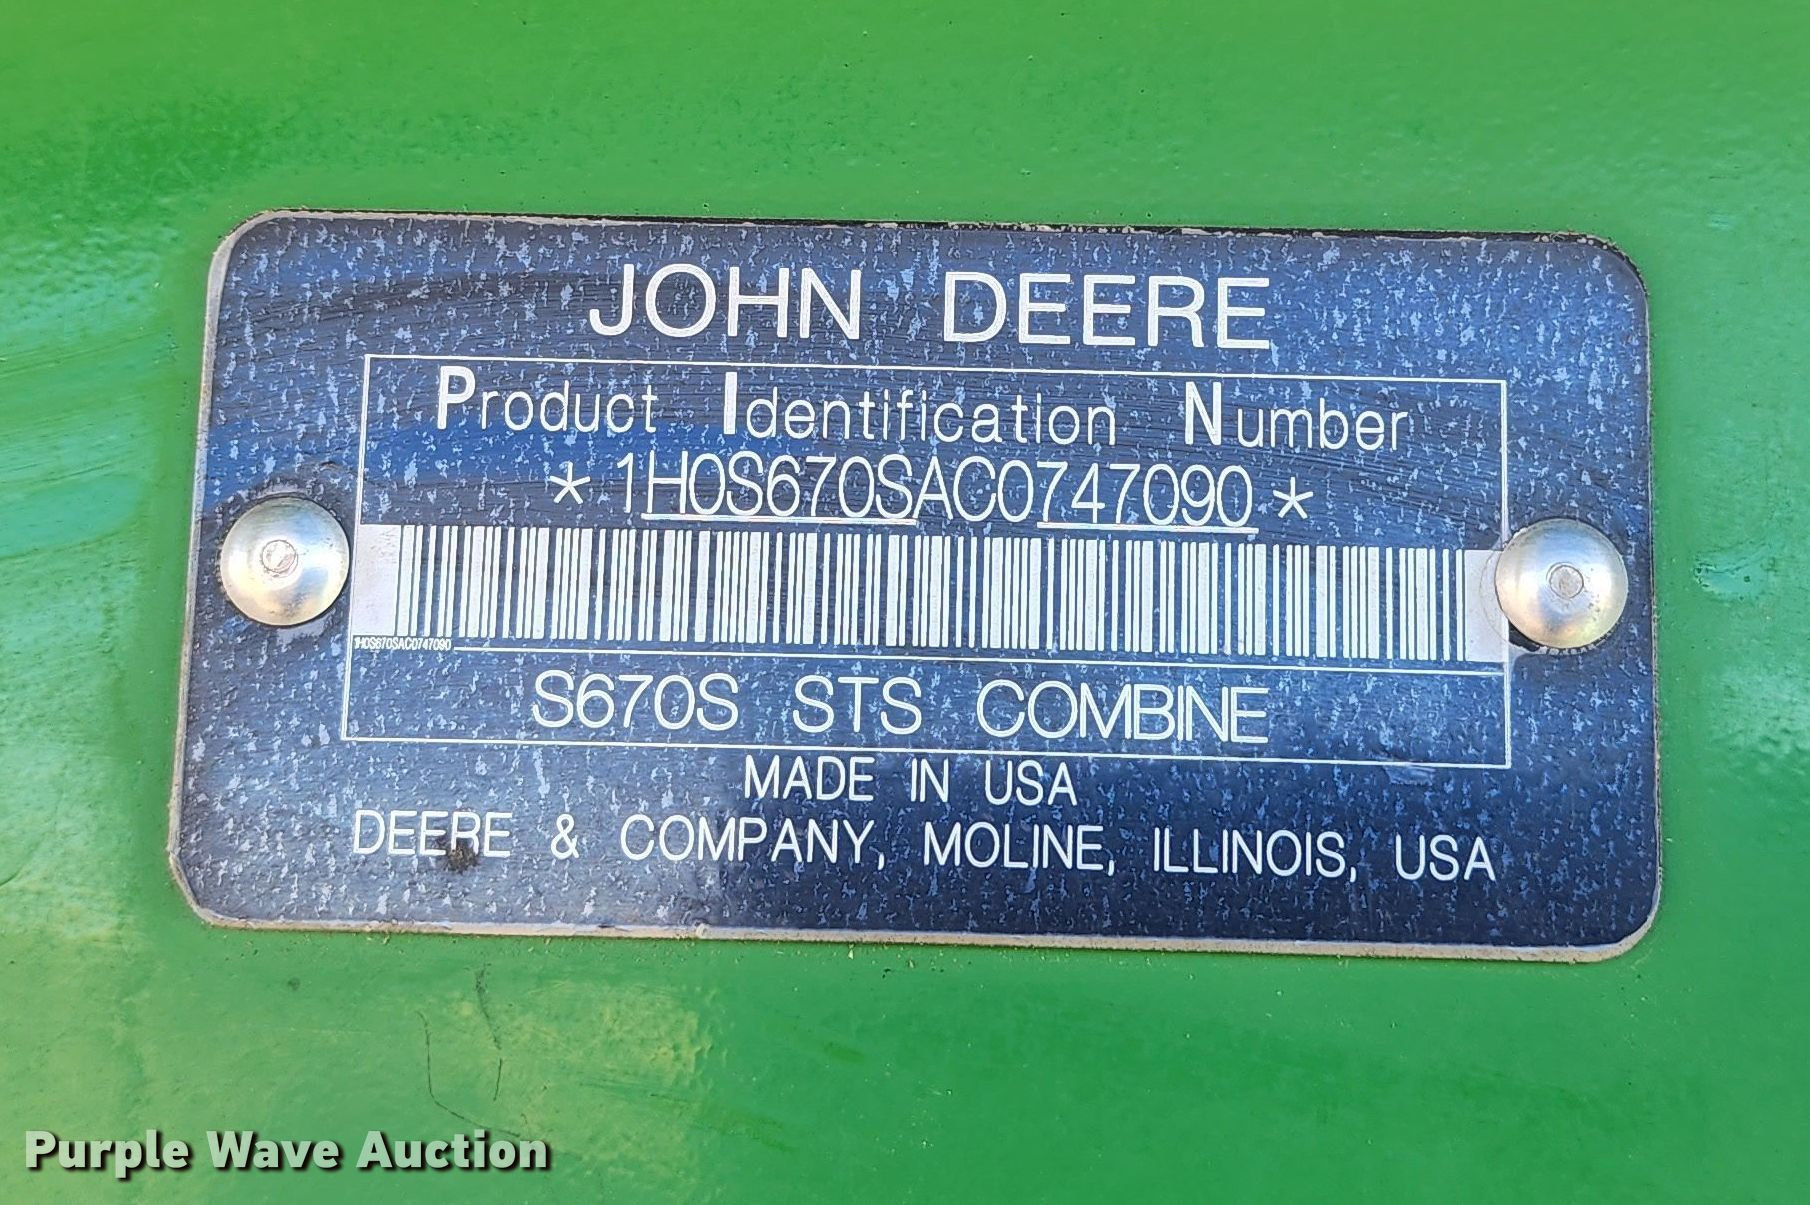 JOHN DEERE
Product Identification Number
*1H0S670SAC0747090*
1H0S670SAC0747090
S670S STS COMBINE
MADE IN USA
DEERE & COMPANY, MOLINE, ILLINOIS, USA
Purple Wave Auction